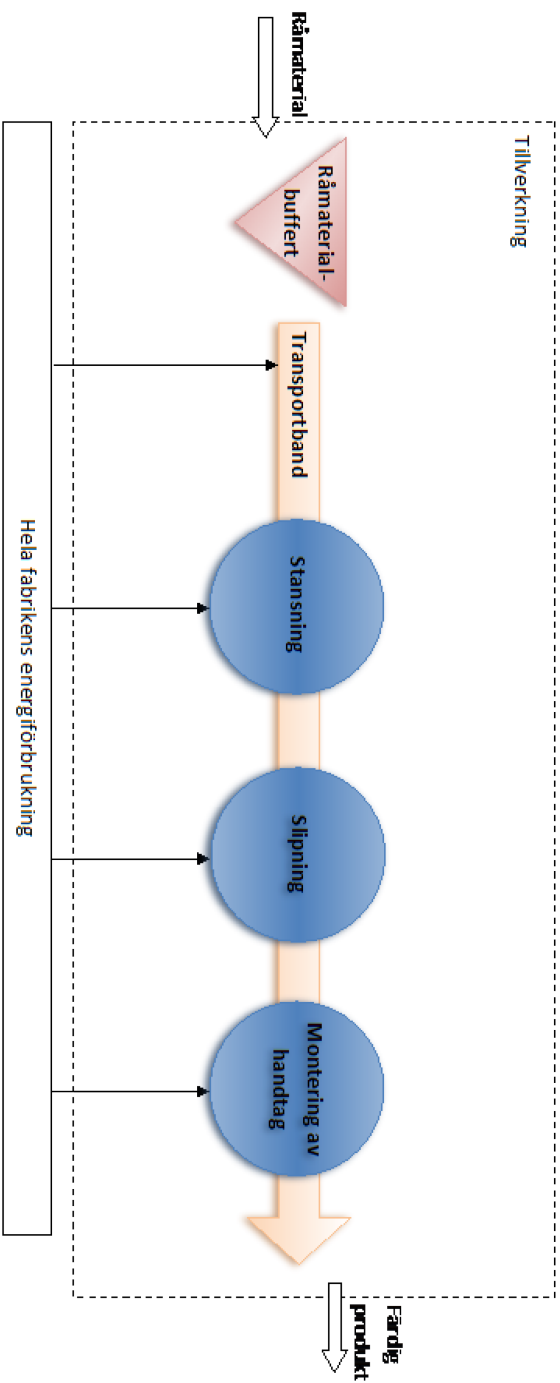 Tillverkning
Råmaterial
Råmaterial-
buffert
Transportband
Stansning
Slipning
Montering av
handtag
Färdig
produkt
Hela fabrikens energiförbrukning